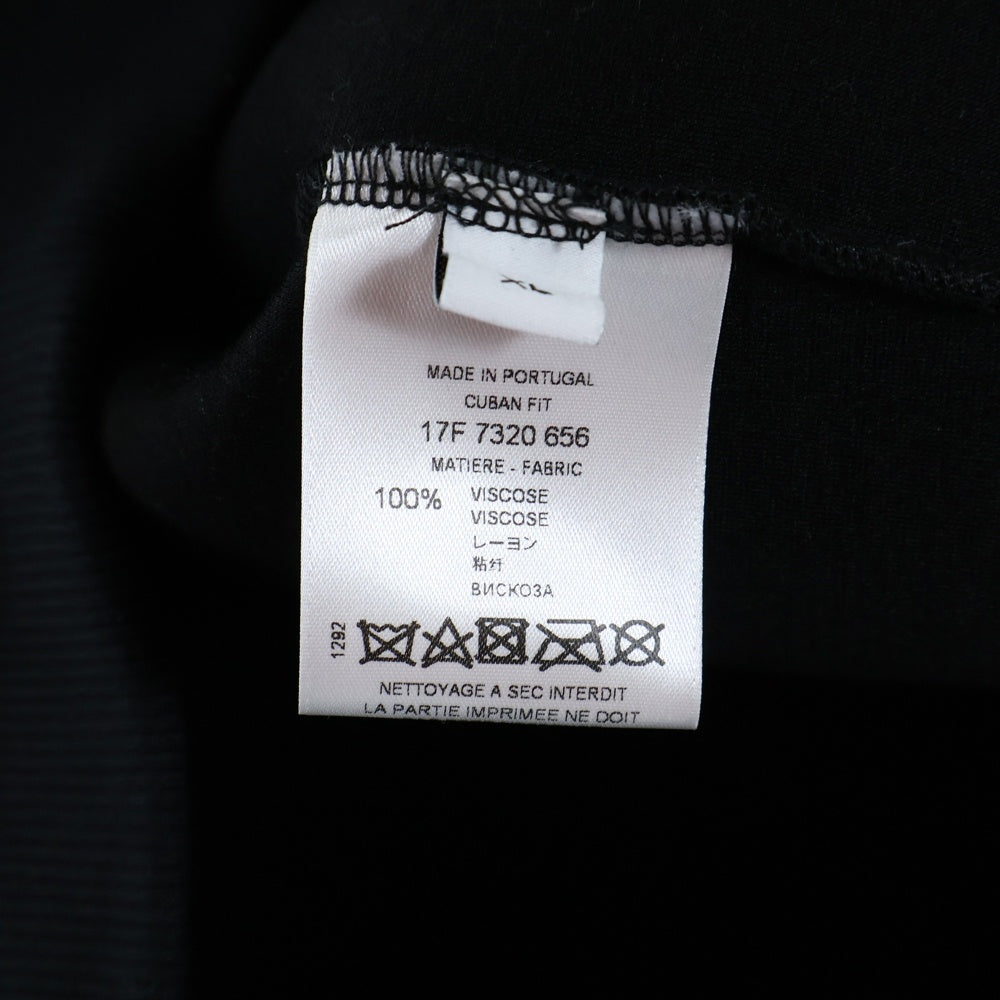 XL
MADE IN PORTUGAL
CUBAN FIT
17F 7320 656
MATIERE - FABRIC
100% VISCOSE
VISCOSE
レーヨン
粘纤
ВИСКОЗА
1292
NETTOYAGE A SEC INTERDIT
LA PARTIE IMPRIMEE NE DOIT